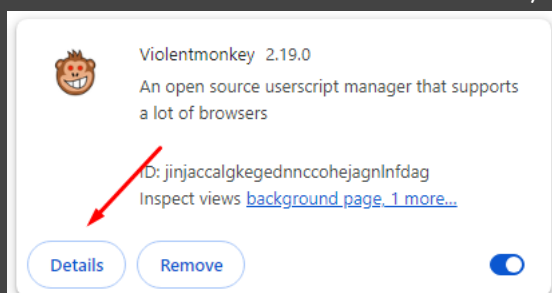 Violentmonkey 2.19.0
An open source userscript manager that supports
a lot of browsers
ID: jinjaccalgkegednnccohejagnlnfdag
Inspect views background page, 1 more...
Details Remove